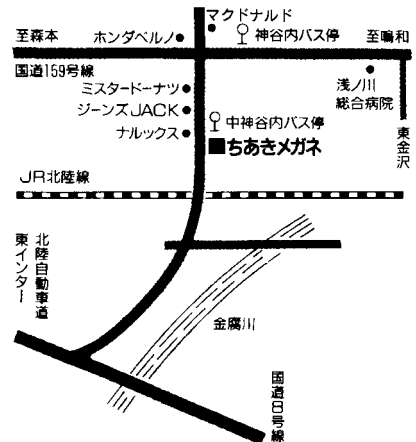 マクドナルド
至森本
ホンダベルノ
神谷内バス停
至鳴和
国道159号線
ミスタードーナツ
ジーンズJACK
ナルックス
浅ノ川
総合病院
中神谷内バス停
ちあきメガネ
東金沢
JR北陸線
北陸自動車道
東インター
金腐川
国道8号線